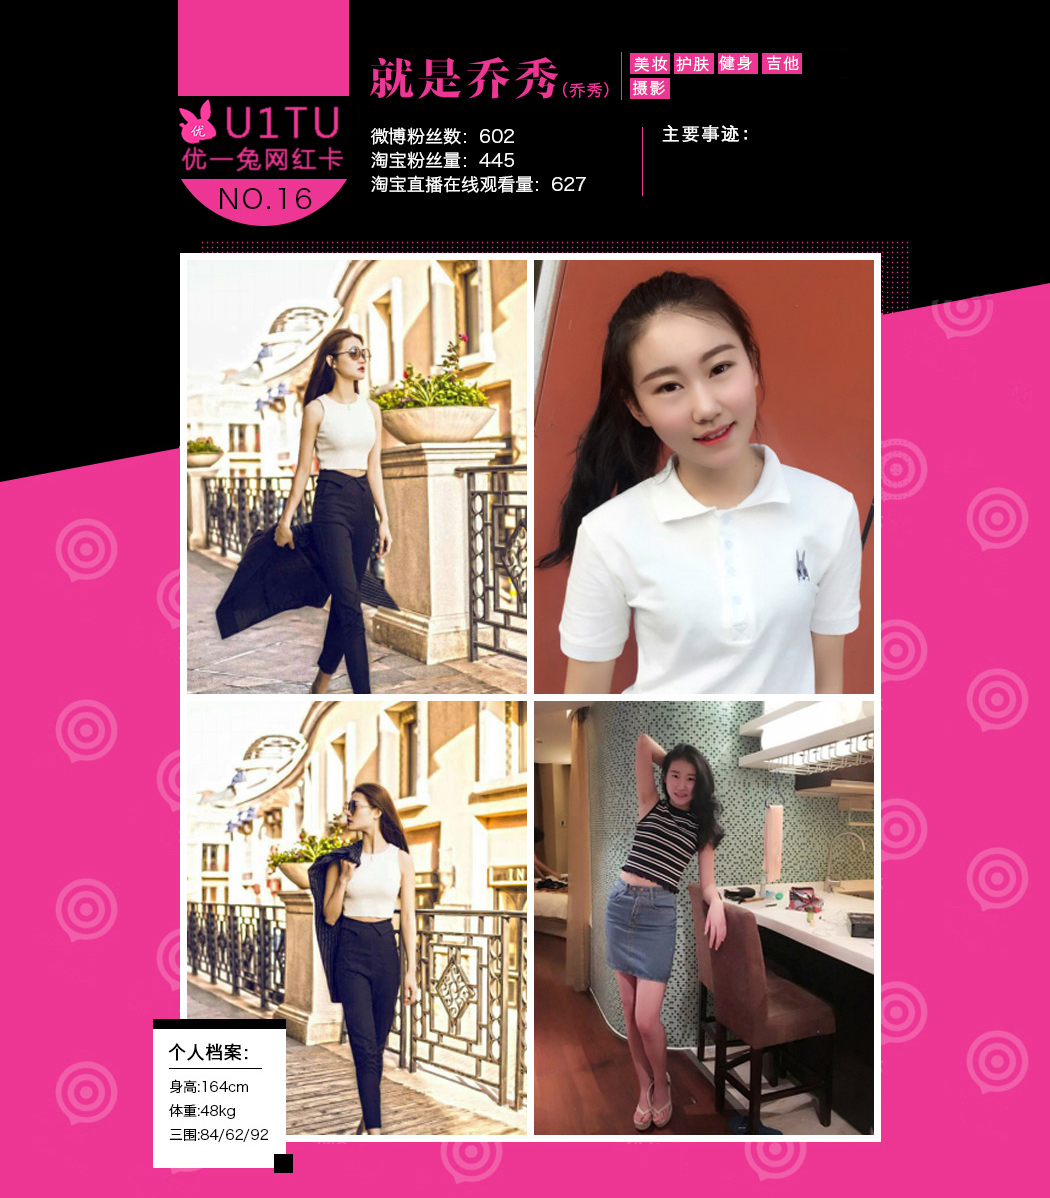 就是乔秀(乔秀)
美妆 护肤 健身 吉他
摄影
优
U1TU
优一兔网红卡
NO.16
微博粉丝数：602
淘宝粉丝量：445
淘宝直播在线观看量：627
主要事迹：
个人档案：
身高:164cm
体重:48kg
三围:84/62/92